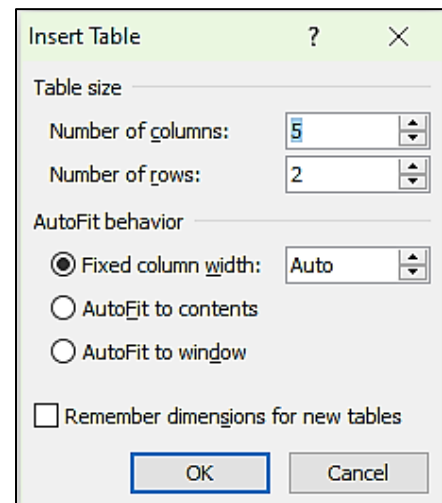 Insert Table ?
Table size
Number of columns: 5
Number of rows: 2
AutoFit behavior
Fixed column width: Auto
AutoFit to contents
AutoFit to window
Remember dimensions for new tables
OK Cancel